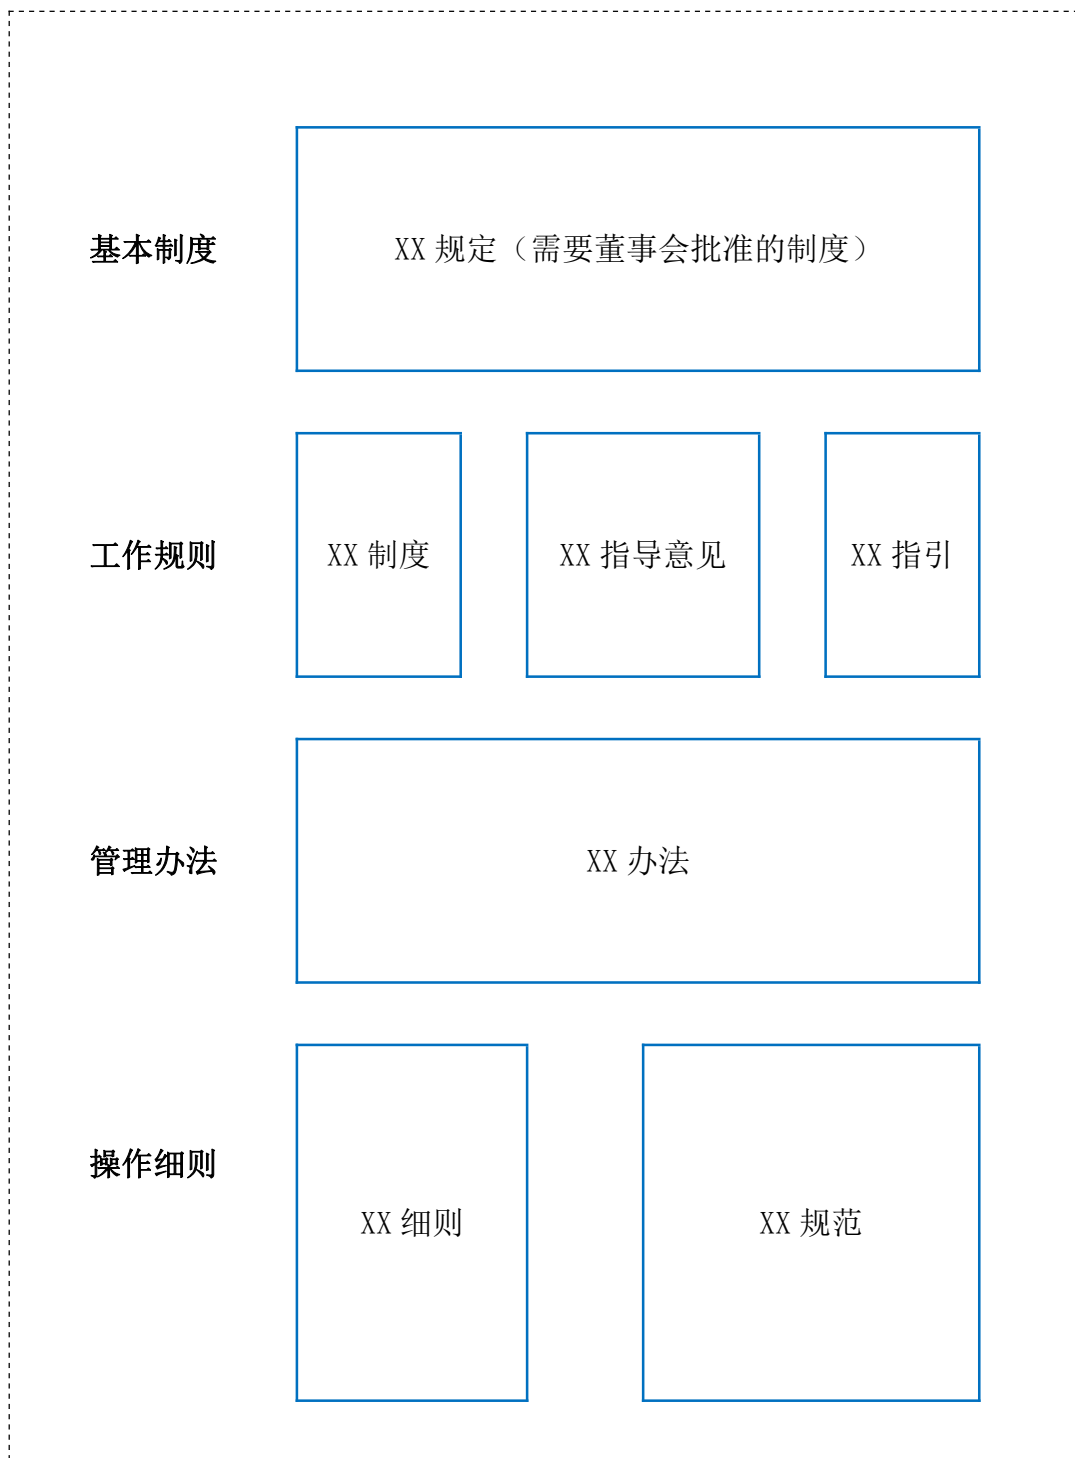 基本制度
XX 规定（需要董事会批准的制度）
工作规则
XX 制度
XX 指导意见
XX 指引
管理办法
XX 办法
操作细则
XX 细则
XX 规范